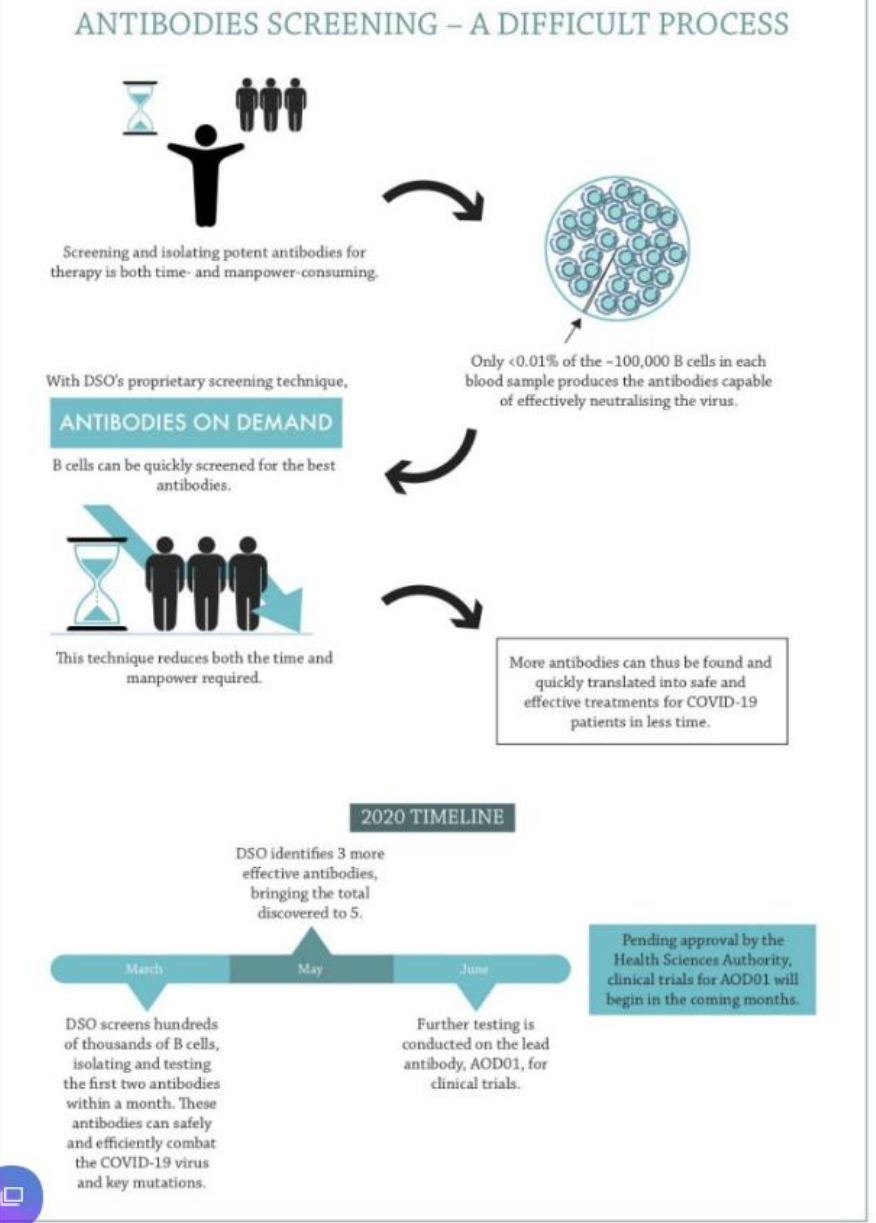 ANTIBODIES SCREENING – A DIFFICULT PROCESS
Screening and isolating potent antibodies for
therapy is both time- and manpower-consuming.
Only <0.01% of the ~100,000 B cells in each
blood sample produces the antibodies capable
of effectively neutralising the virus.
With DSO's proprietary screening technique,
ANTIBODIES ON DEMAND
B cells can be quickly screened for the best
antibodies.
This technique reduces both the time and
manpower required.
More antibodies can thus be found and
quickly translated into safe and
effective treatments for COVID-19
patients in less time.
2020 TIMELINE
DSO identifies 3 more
effective antibodies,
bringing the total
discovered to 5.
March
May
June
Pending approval by the
Health Sciences Authority,
clinical trials for AOD01 will
begin in the coming months.
DSO screens hundreds
of thousands of B cells,
isolating and testing
the first two antibodies
within a month. These
antibodies can safely
and efficiently combat
the COVID-19 virus
and key mutations.
Further testing is
conducted on the lead
antibody, AOD01, for
clinical trials.